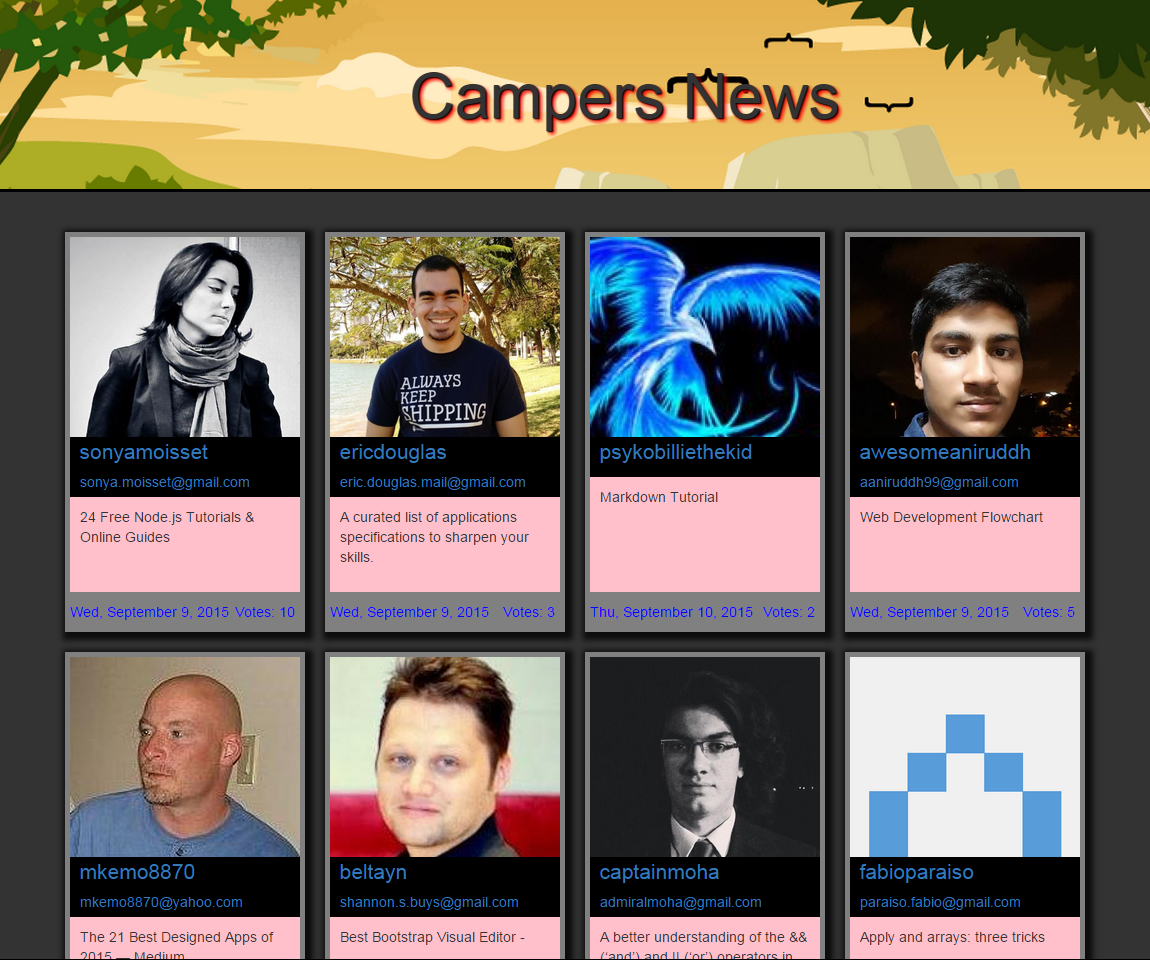 Campers News
ALWAYS
KEEP
SHIPPING
sonyamoisset
sonya.moisset@gmail.com
24 Free Node.js Tutorials &
Online Guides
Wed, September 9, 2015 Votes: 10
ericdouglas
eric.douglas.mail@gmail.com
A curated list of applications
specifications to sharpen your
skills.
Wed, September 9, 2015 Votes: 3
psykobilliethekid
Markdown Tutorial
Thu, September 10, 2015 Votes: 2
awesomeaniruddh
aaniruddh99@gmail.com
Web Development Flowchart
Wed, September 9, 2015 Votes: 5
mkemo8870
mkemo8870@yahoo.com
The 21 Best Designed Apps of
2015 — Medium
beltayn
shannon.s.buys@gmail.com
Best Bootstrap Visual Editor -
captainmoha
admiralmoha@gmail.com
A better understanding of the &&
('and') and || ('or') operators in
fabioparaiso
paraiso.fabio@gmail.com
Apply and arrays: three tricks